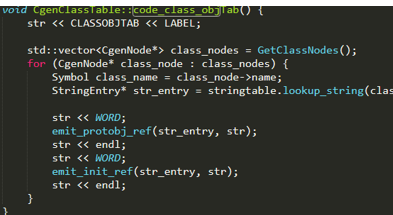 void CgenClassTable::code_class_objTab() {
str << CLASSOBJTAB << LABEL;
std::vector<CgenNode*> class_nodes = GetClassNodes();
for (CgenNode* class_node : class_nodes) {
Symbol class_name = class_node->name;
StringEntry* str_entry = stringtable.lookup_string(clas
str << WORD;
emit_protobj_ref(str_entry, str);
str << endl;
str << WORD;
emit_init_ref(str_entry, str);
str << endl;
}
}